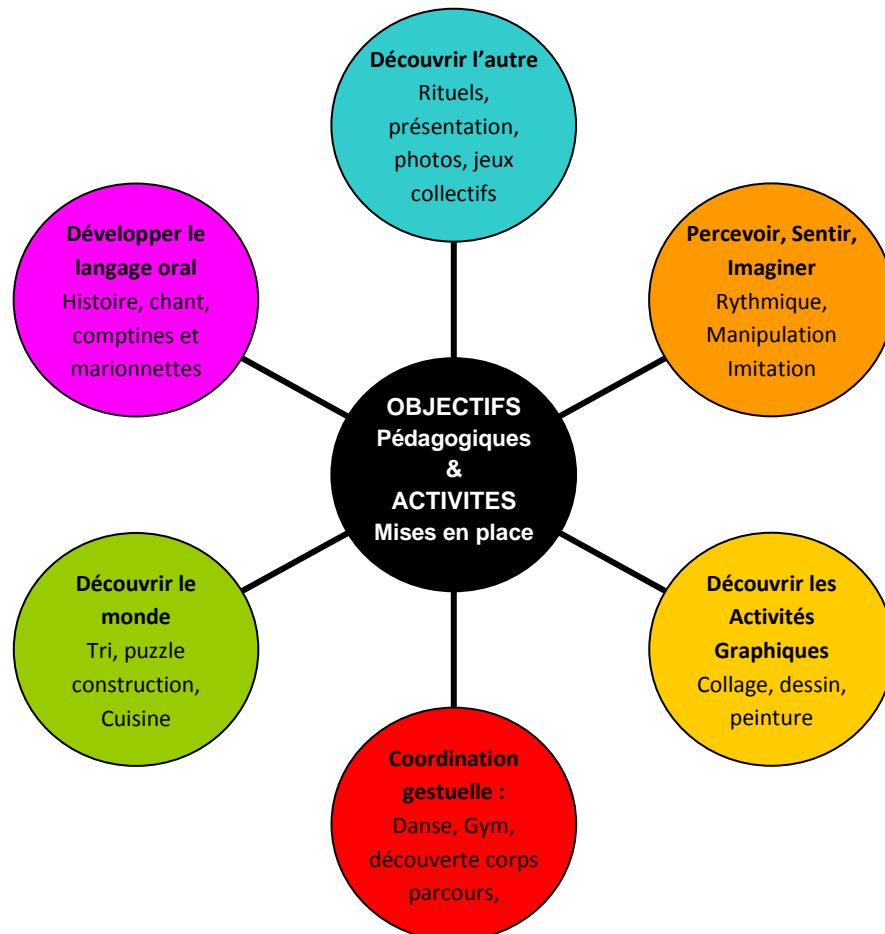 Découvrir l’autre
Rituels,
présentation,
photos, jeux
collectifs
Développer le
langage oral
Histoire, chant,
comptines et
marionnettes
Percevoir, Sentir,
Imaginer
Rythmique,
Manipulation
Imitation
OBJECTIFS
Pédagogiques
&
ACTIVITES
Mises en place
Découvrir le
monde
Tri, puzzle
construction,
Cuisine
Découvrir les
Activités
Graphiques
Collage, dessin,
peinture
Coordination
gestuelle :
Danse, Gym,
découverte corps
parcours,